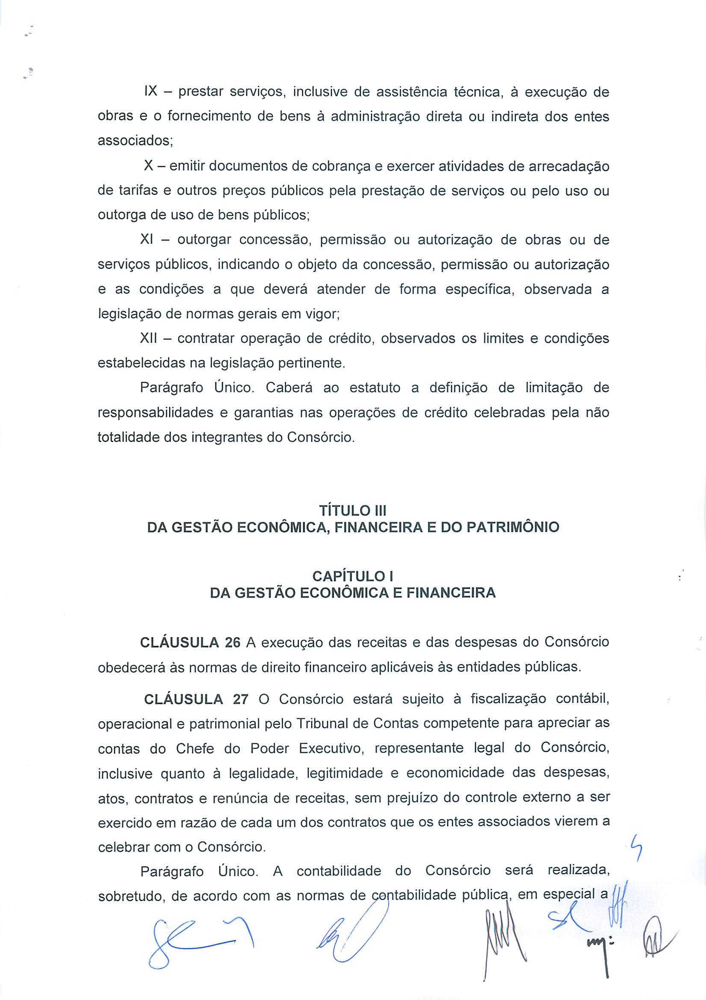 IX – prestar serviços, inclusive de assistência técnica, à execução de
obras e o fornecimento de bens à administração direta ou indireta dos entes
associados;
X – emitir documentos de cobrança e exercer atividades de arrecadação
de tarifas e outros preços públicos pela prestação de serviços ou pelo uso ou
outorga de uso de bens públicos;
XI – outorgar concessão, permissão ou autorização de obras ou de
serviços públicos, indicando o objeto da concessão, permissão ou autorização
e as condições a que deverá atender de forma específica, observada a
legislação de normas gerais em vigor;
XII – contratar operação de crédito, observados os limites e condições
estabelecidas na legislação pertinente.
Parágrafo Único. Caberá ao estatuto a definição de limitação de
responsabilidades e garantias nas operações de crédito celebradas pela não
totalidade dos integrantes do Consórcio.
TÍTULO III
DA GESTÃO ECONÔMICA, FINANCEIRA E DO PATRIMÔNIO
CAPÍTULO I
DA GESTÃO ECONÔMICA E FINANCEIRA
CLÁUSULA 26 A execução das receitas e das despesas do Consórcio
obedecerá às normas de direito financeiro aplicáveis às entidades públicas.
CLÁUSULA 27 O Consórcio estará sujeito à fiscalização contábil,
operacional e patrimonial pelo Tribunal de Contas competente para apreciar as
contas do Chefe do Poder Executivo, representante legal do Consórcio,
inclusive quanto à legalidade, legitimidade e economicidade das despesas,
atos, contratos e renúncia de receitas, sem prejuízo do controle externo a ser
exercido em razão de cada um dos contratos que os entes associados vierem a
celebrar com o Consórcio.
Parágrafo Único. A contabilidade do Consórcio será realizada,
sobretudo, de acordo com as normas de contabilidade pública, em especial a